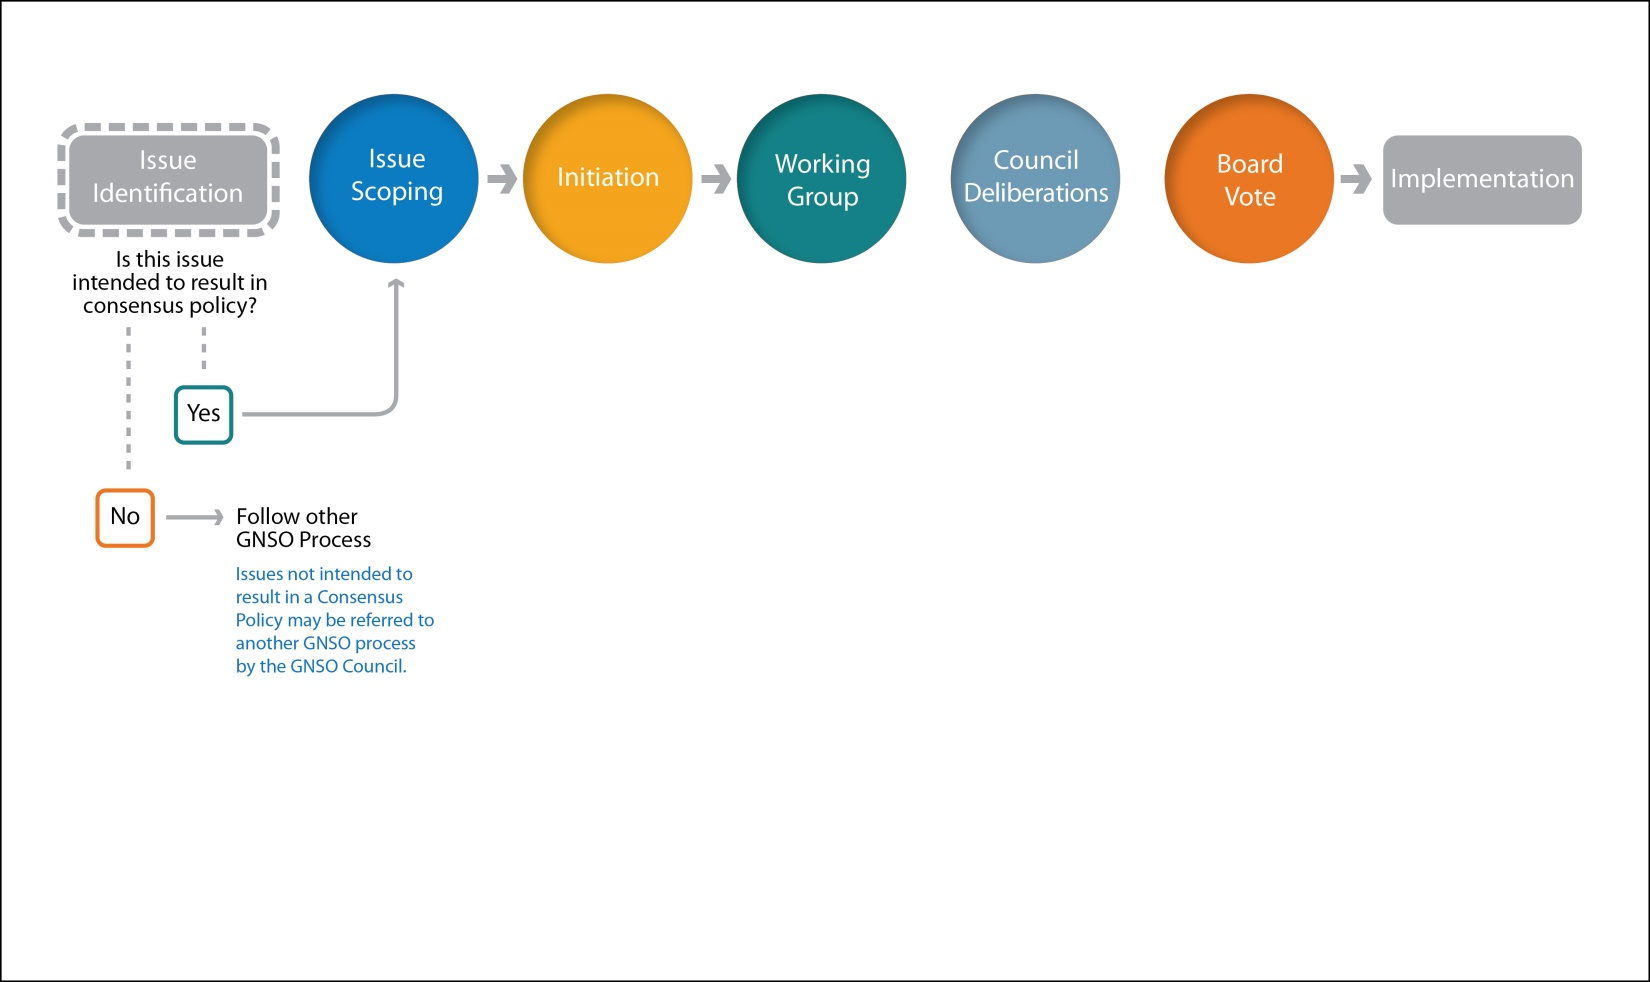 Issue
Identification
Issue
Scoping
Initiation
Working
Group
Council
Deliberations
Board
Vote
Implementation
Is this issue
intended to result in
consensus policy?
Yes
No
Follow other
GNSO Process
Issues not intended to
result in a Consensus
Policy may be referred to
another GNSO process
by the GNSO Council.